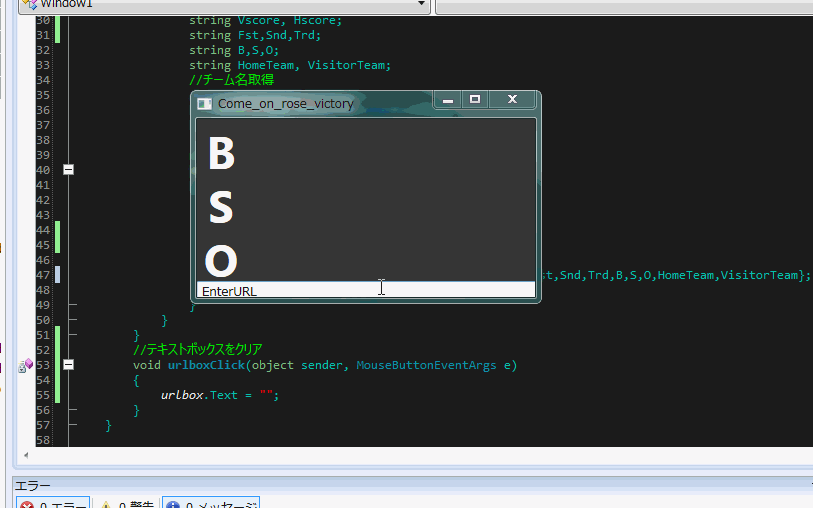 Window1
30 string Vscore, Hscore;
31 string Fst,Snd,Trd;
32 string B,S,O;
33 string HomeTeam, VisitorTeam;
34 //チーム名取得
35
Come_on_rose_victory
36
37
B
38
39
40
41
S
42
43
44
O
45
46
47 st,Snd,Trd,B,S,O,HomeTeam,VisitorTeam};
EnterURL
48
49 }
50 }
51 }
52 //テキストボックスをクリア
53 void urlboxClick(object sender, MouseButtonEventArgs e)
54 {
55 urlbox.Text = "";
56 }
57 }
58
エラー
0 エラー 0 警告 0 メッセージ